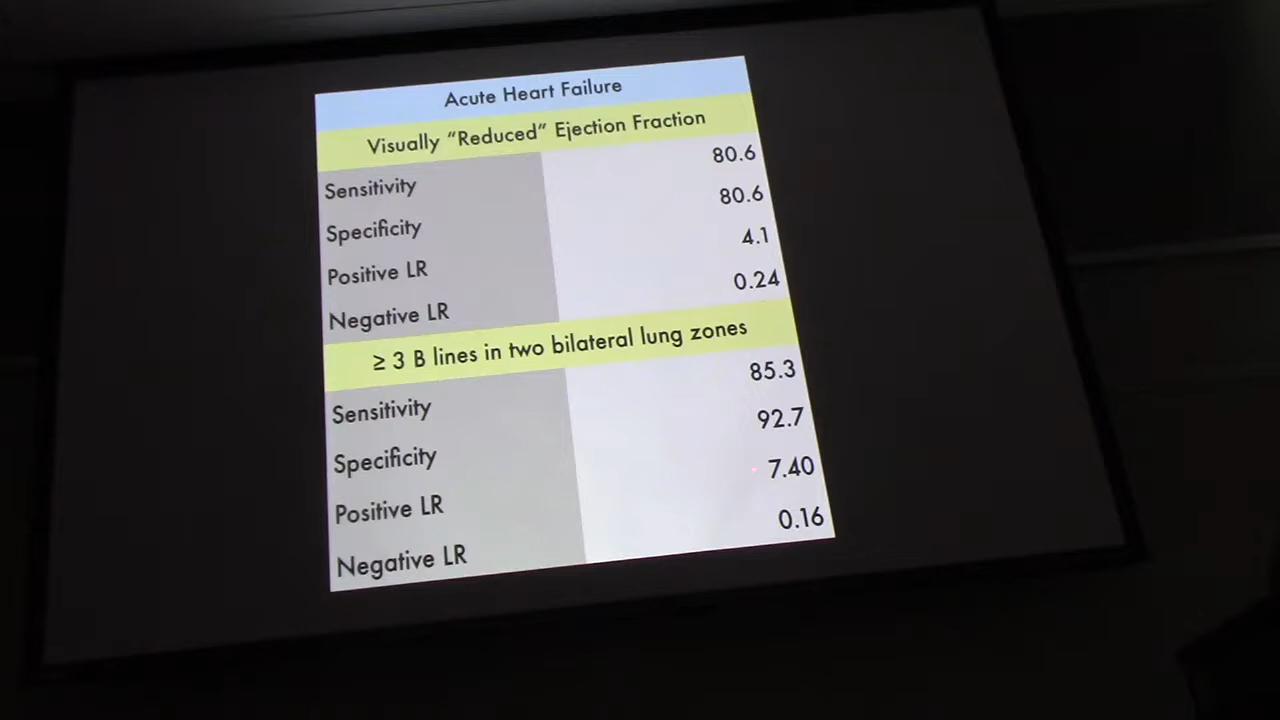 Acute Heart Failure
Visually “Reduced” Ejection Fraction
Sensitivity 80.6
Specificity 80.6
Positive LR 4.1
Negative LR 0.24
≥ 3 B lines in two bilateral lung zones
Sensitivity 85.3
Specificity 92.7
Positive LR 7.40
Negative LR 0.16